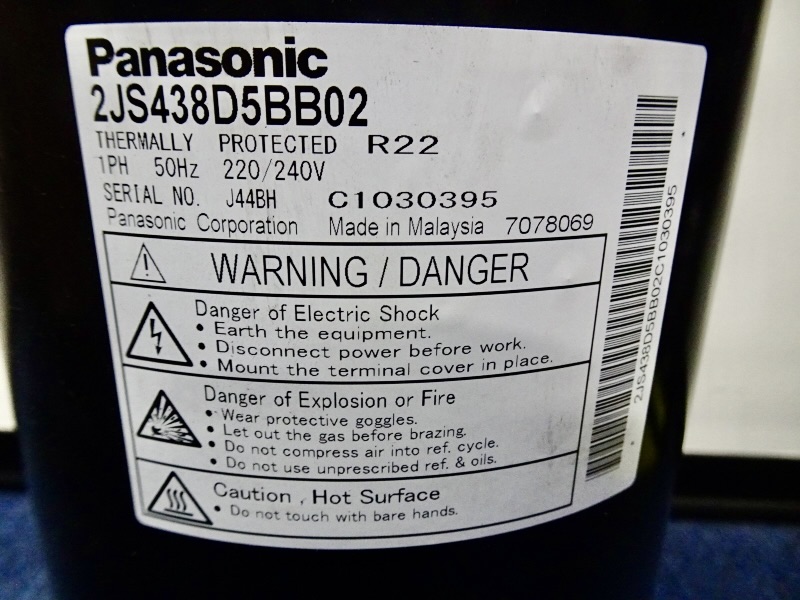 Panasonic
2JS438D5BB02
THERMALLY PROTECTED R22
1PH 50Hz 220/240V
SERIAL NO. J44BH C1030395
Panasonic Corporation Made in Malaysia 7078069
WARNING / DANGER
Danger of Electric Shock
• Earth the equipment.
• Disconnect power before work.
• Mount the terminal cover in place.
Danger of Explosion or Fire
• Wear protective goggles.
• Let out the gas before brazing.
• Do not compress air into ref. cycle.
• Do not use unprescribed ref. & oils.
Caution , Hot Surface
• Do not touch with bare hands.
2JS438D5BB02C1030395